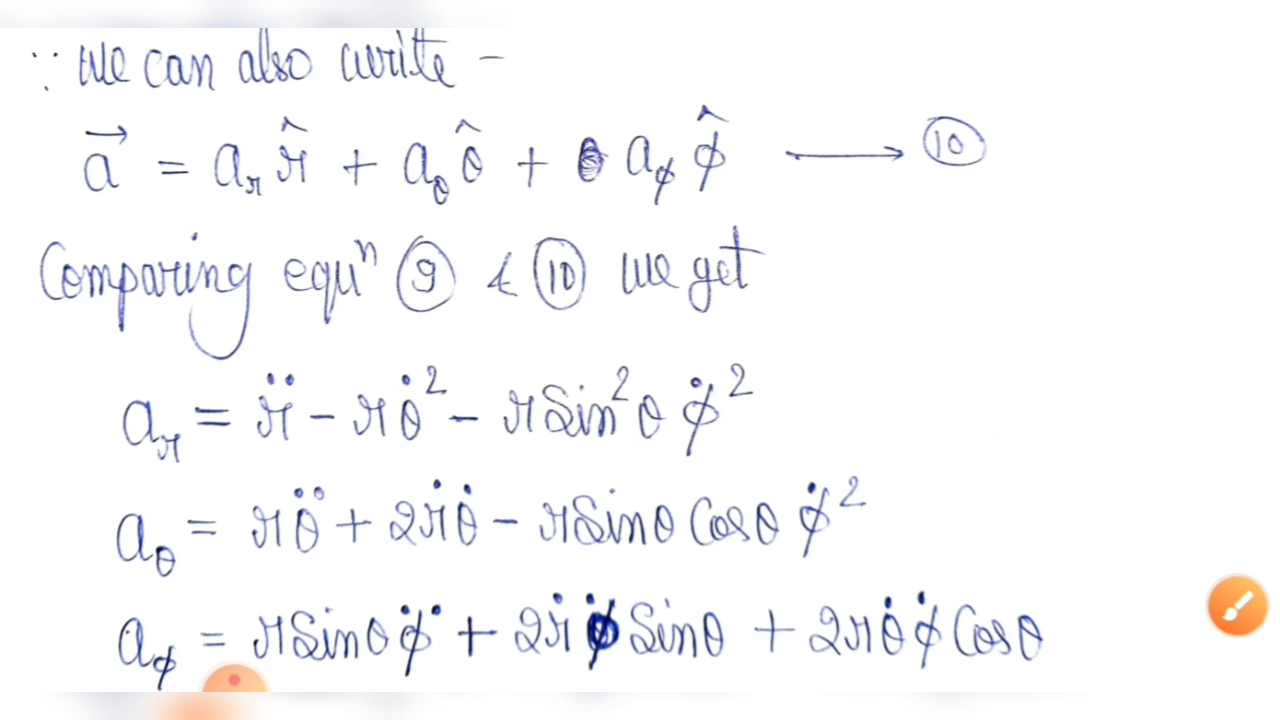 ∵ We can also write -
a⃗ = aᵣ r̂ + a_θ θ̂ + a_ϕ ϕ̂ ⟶ ⑩
Comparing equⁿ ⑨ & ⑩ we get
aᵣ = r̈ - rθ̇² - r Sin²θ ϕ̇²
a_θ = rθ̈ + 2ṙθ̇ - r Sinθ Cosθ ϕ̇²
a_ϕ = r Sinθ ϕ̈ + 2ṙ ϕ̇ Sinθ + 2rθ̇ ϕ̇ Cosθ